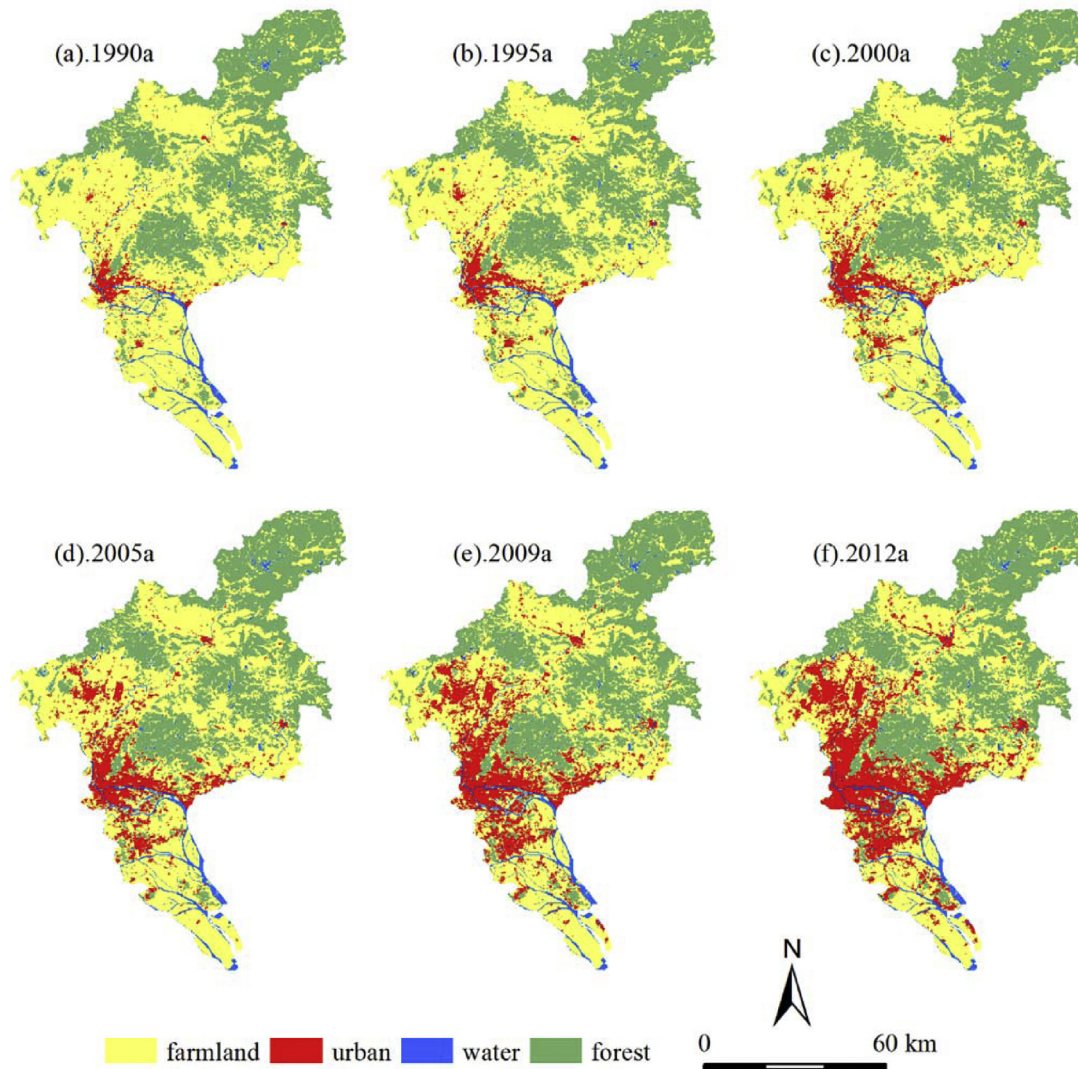 (a).1990a
(b).1995a
(c).2000a
(d).2005a
(e).2009a
(f).2012a
N
farmland
urban
water
forest
0
60 km